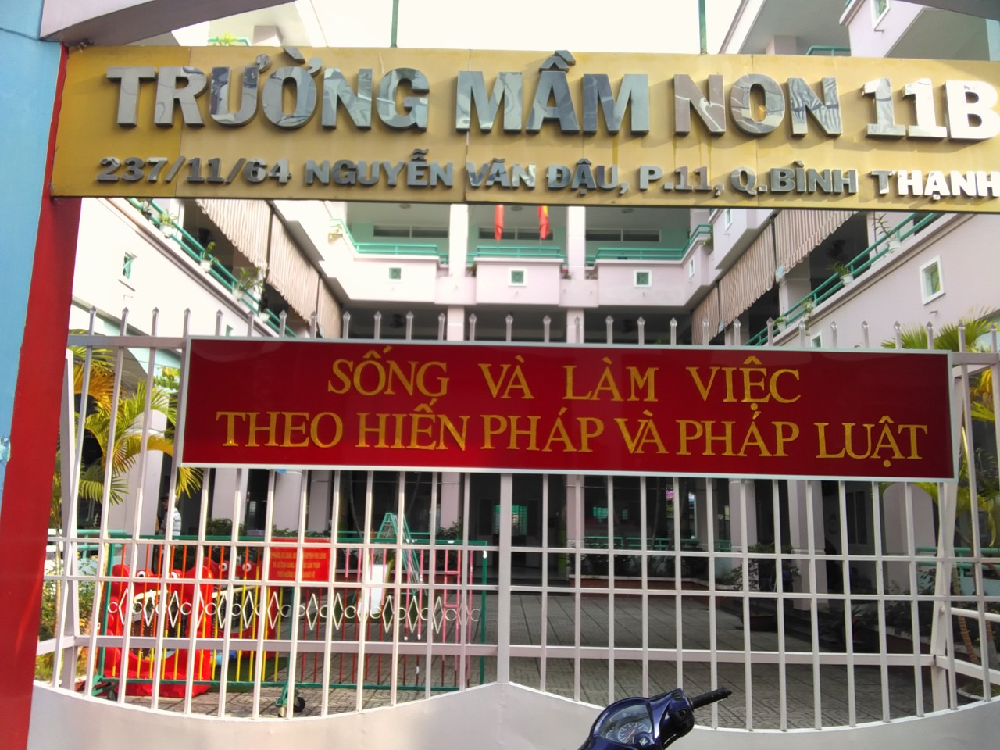 TRƯỜNG MẦM NON 11B
237/11/64 NGUYỄN VĂN ĐẬU, P.11, Q.BÌNH THẠNH
SỐNG VÀ LÀM VIỆC
THEO HIẾN PHÁP VÀ PHÁP LUẬT